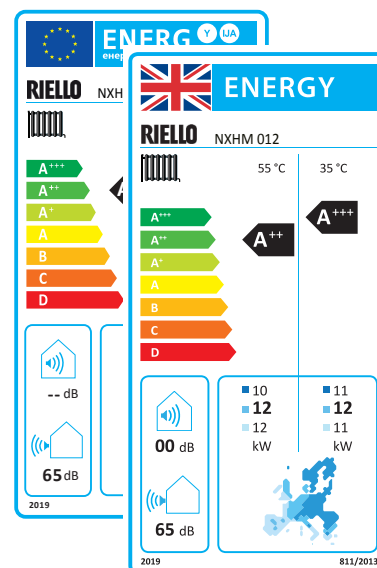 ENERG Y IJA
енер
RIELLO NXH
A+++
A++
A+
A
B
C
D
A
-- dB
65 dB
2019
ENERGY
RIELLO NXHM 012
55 °C 35 °C
A+++
A++
A+
A
B
C
D
A++
A+++
00 dB
65 dB
10 11
12 12
12 11
kW kW
2019 811/2013